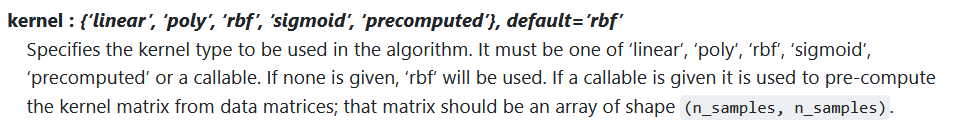 kernel : {‘linear’, ‘poly’, ‘rbf’, ‘sigmoid’, ‘precomputed’}, default=’rbf’
Specifies the kernel type to be used in the algorithm. It must be one of ‘linear’, ‘poly’, ‘rbf’, ‘sigmoid’,
‘precomputed’ or a callable. If none is given, ‘rbf’ will be used. If a callable is given it is used to pre-compute
the kernel matrix from data matrices; that matrix should be an array of shape (n_samples, n_samples).